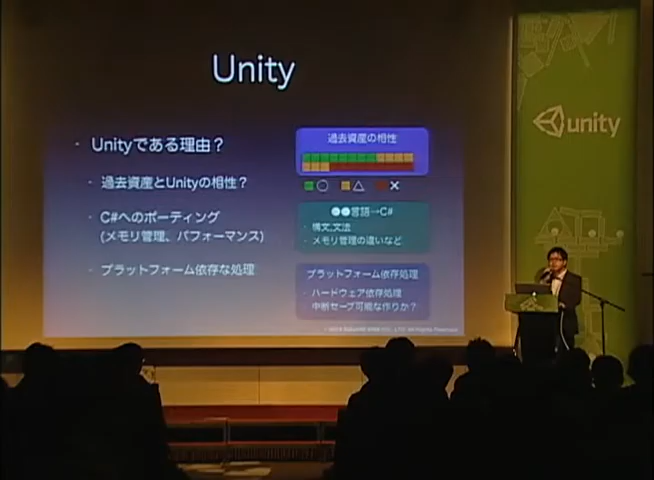 Unity
- Unityである理由？
- 過去資産とUnityの相性？
- C#へのポーティング
(メモリ管理、パフォーマンス)
- プラットフォーム依存な処理
過去資産の相性
○ △ ×
●●言語→C#
- 構文、文法
- メモリ管理の違いなど
プラットフォーム依存処理
- ハードウェア依存処理
- 中断セーブ可能な作りか？
unity